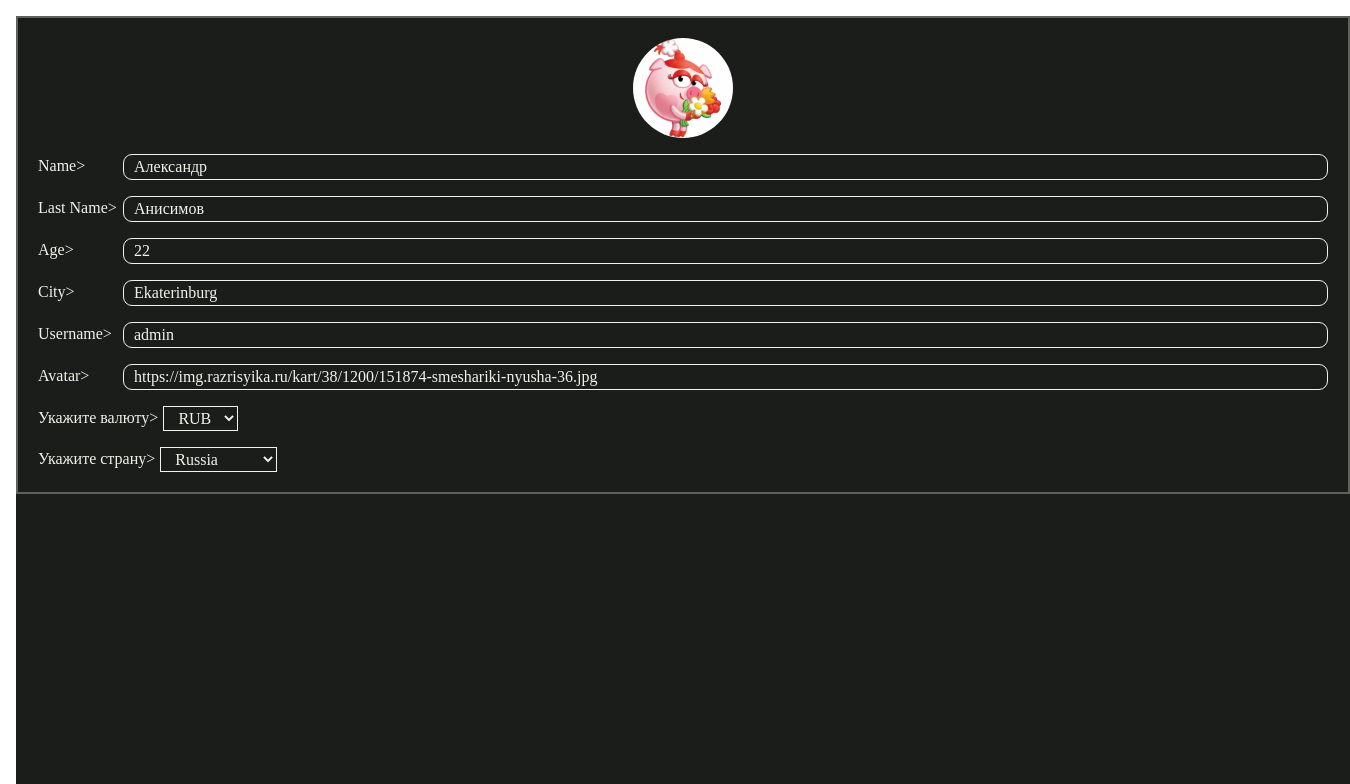 Name> Александр
Last Name> Анисимов
Age> 22
City> Ekaterinburg
Username> admin
Avatar> https://img.razrisyika.ru/kart/38/1200/151874-smeshariki-nyusha-36.jpg
Укажите валюту> RUB
Укажите страну> Russia